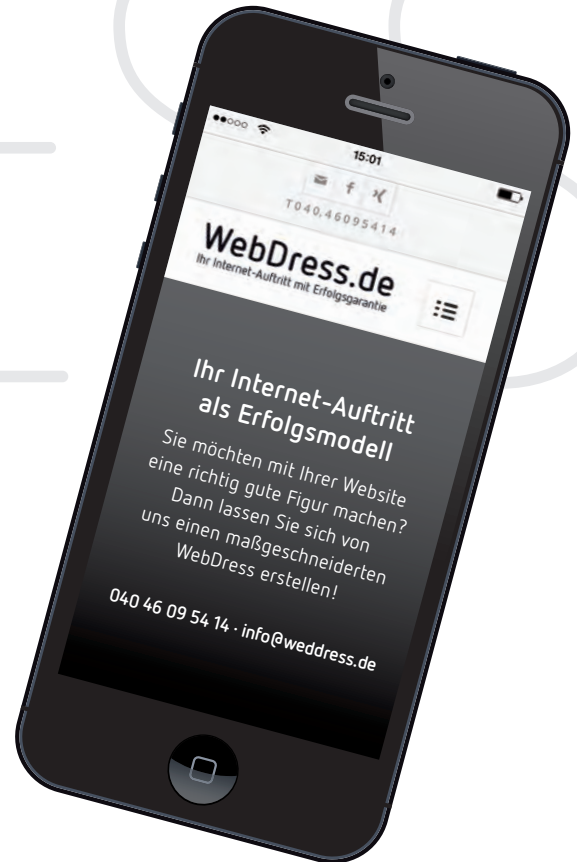 15:01
T040.46095414
WebDress.de
Ihr Internet-Auftritt mit Erfolgsgarantie
Ihr Internet-Auftritt
als Erfolgsmodell
Sie möchten mit Ihrer Website
eine richtig gute Figur machen?
Dann lassen Sie sich von
uns einen maßgeschneiderten
WebDress erstellen!
040 46 09 54 14 · info@weddress.de